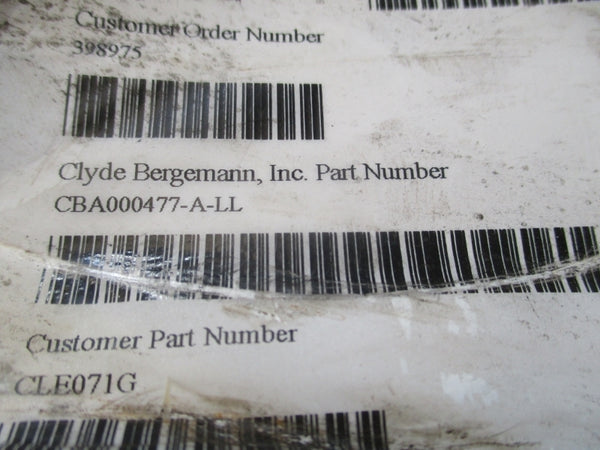 Customer Order Number
398975
Clyde Bergemann, Inc. Part Number
CBA000477-A-LL
Customer Part Number
CLE071G